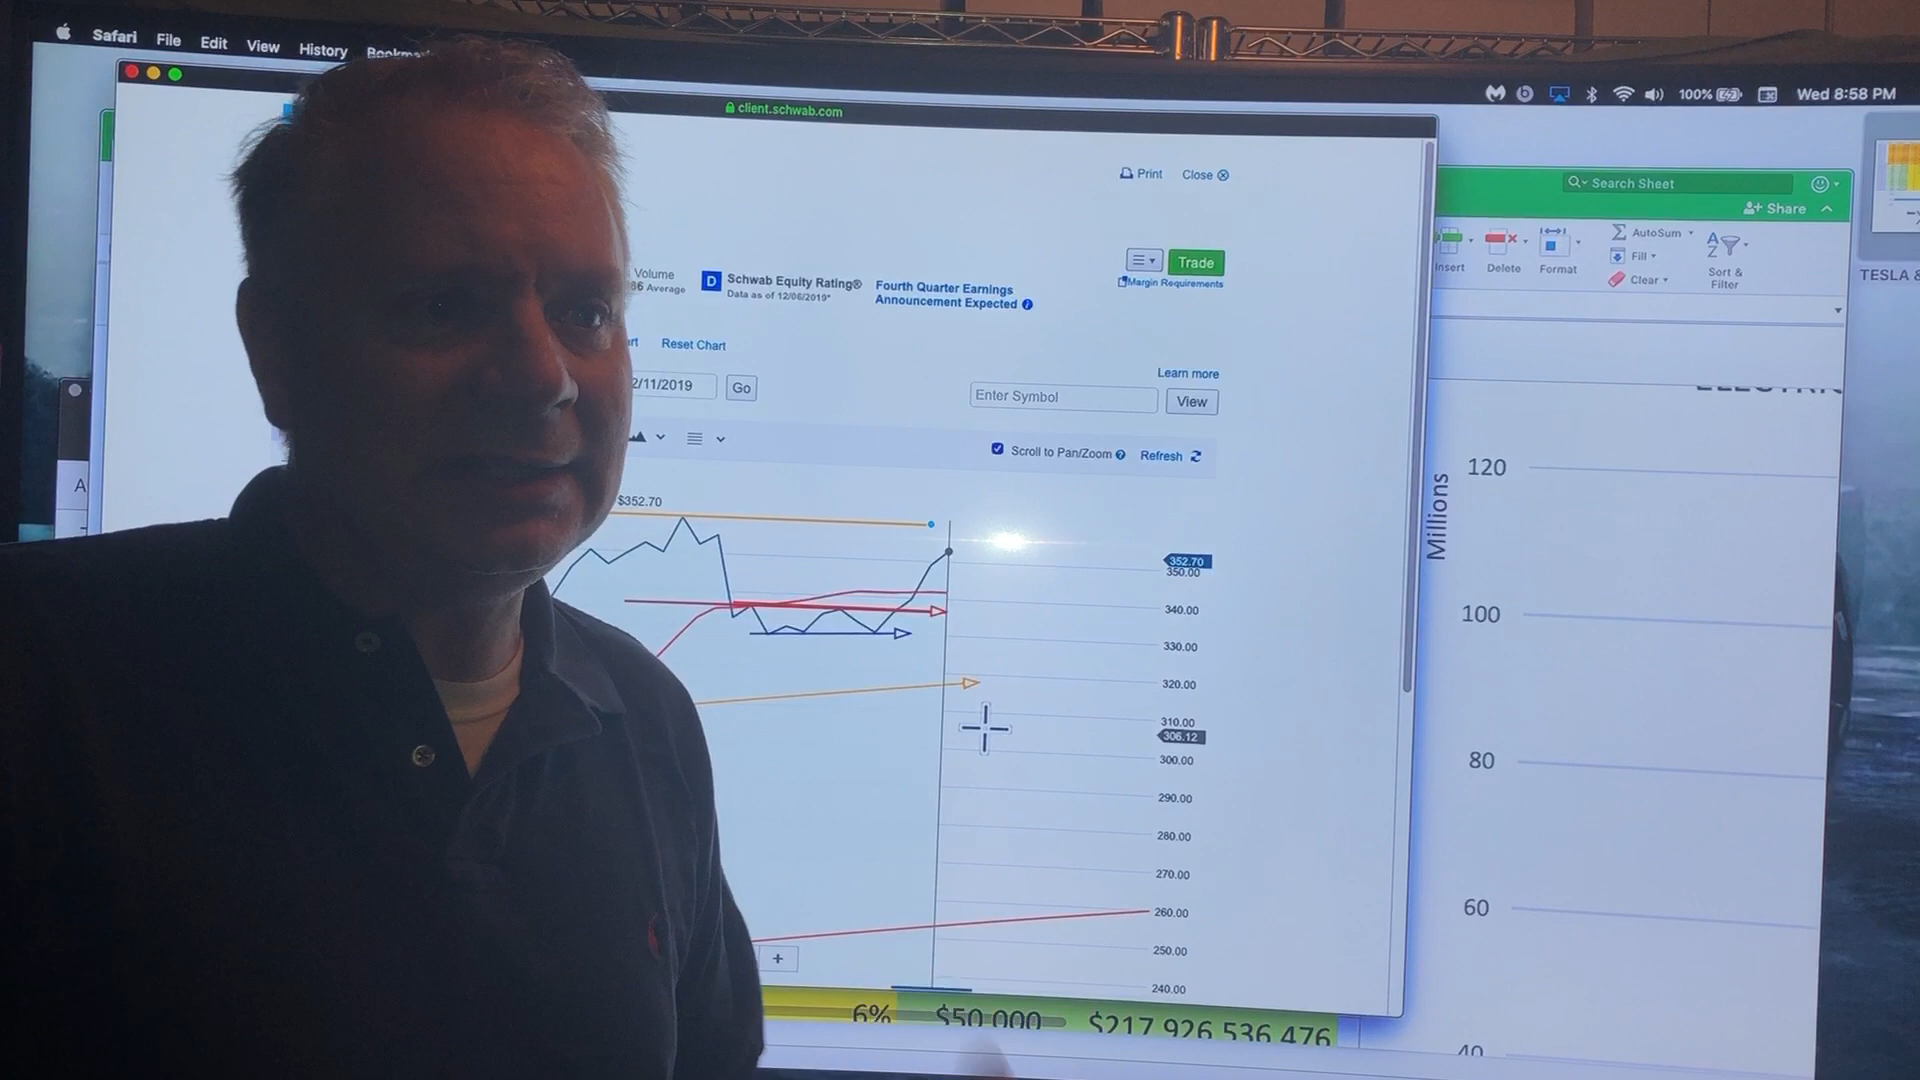 Safari File Edit View History
100% Wed 8:58 PM
client.schwab.com
Print Close
Search Sheet
Share
AutoSum
Fill
Clear
Insert Delete Format
Sort &
Filter
TESLA &
Volume
86 Average
D
Schwab Equity Rating®
Data as of 12/06/2019*
Fourth Quarter Earnings
Announcement Expected
Trade
Margin Requirements
Reset Chart
2/11/2019 Go
Learn more
Enter Symbol View
Scroll to Pan/Zoom Refresh
$352.70
352.70
350.00
340.00
330.00
320.00
310.00
306.12
300.00
290.00
280.00
270.00
260.00
250.00
240.00
+
Millions
120
100
80
60
40
6% $50 000 $217 926 536 476